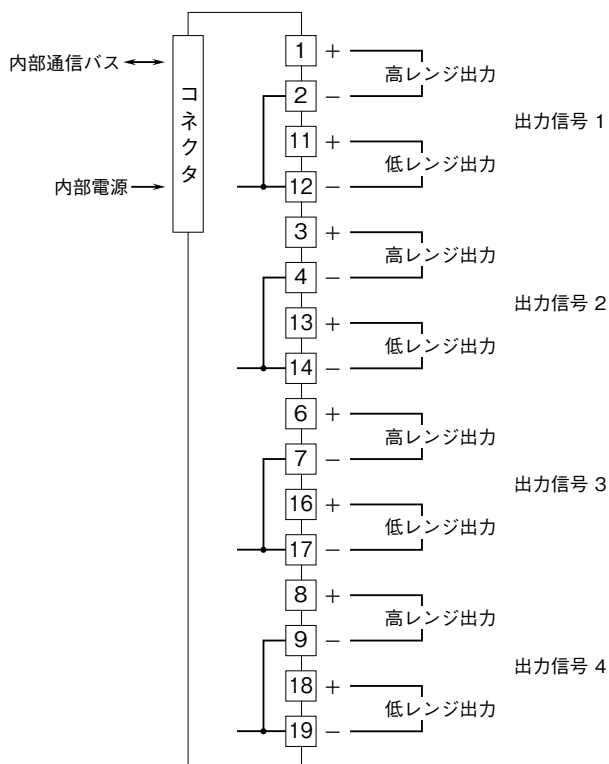 1 +
内部通信バス
高レンジ出力
2 −
コネクタ
出力信号 1
11 +
低レンジ出力
内部電源
12 −
3 +
高レンジ出力
4 −
出力信号 2
13 +
低レンジ出力
14 −
6 +
高レンジ出力
7 −
出力信号 3
16 +
低レンジ出力
17 −
8 +
高レンジ出力
9 −
出力信号 4
18 +
低レンジ出力
19 −